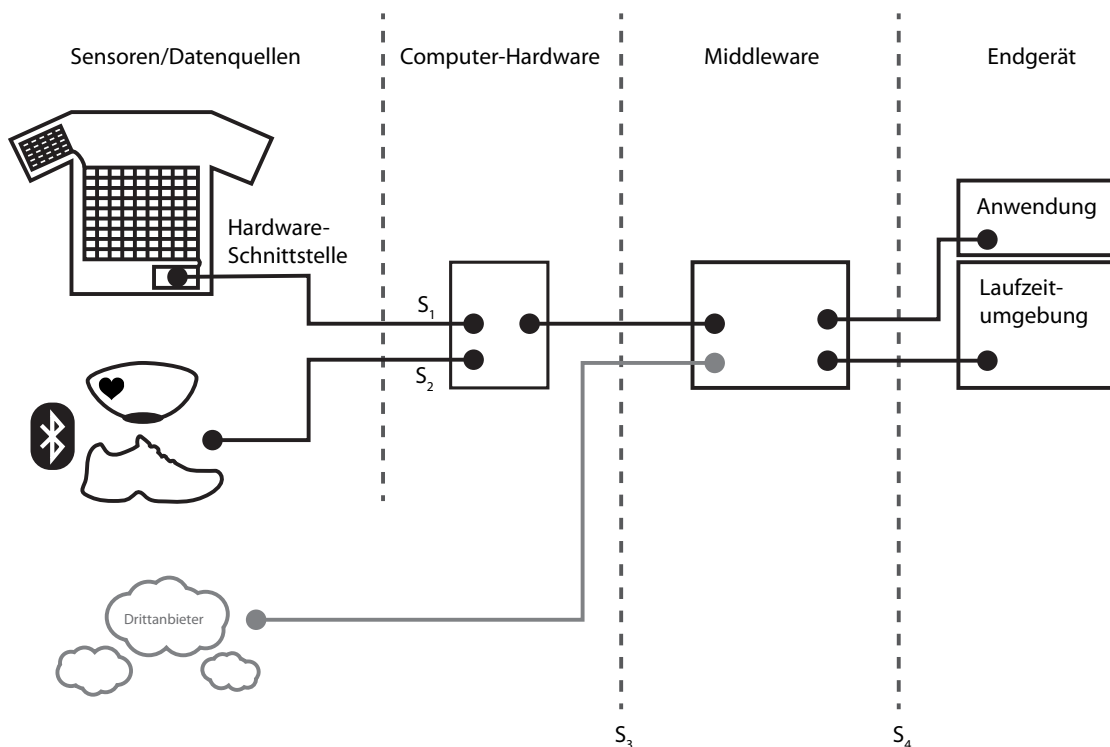 Sensoren/Datenquellen
Computer-Hardware
Middleware
Endgerät
Hardware-
Schnittstelle
Anwendung
Laufzeit-
umgebung
S₁
S₂
Drittanbieter
S₃
S₄